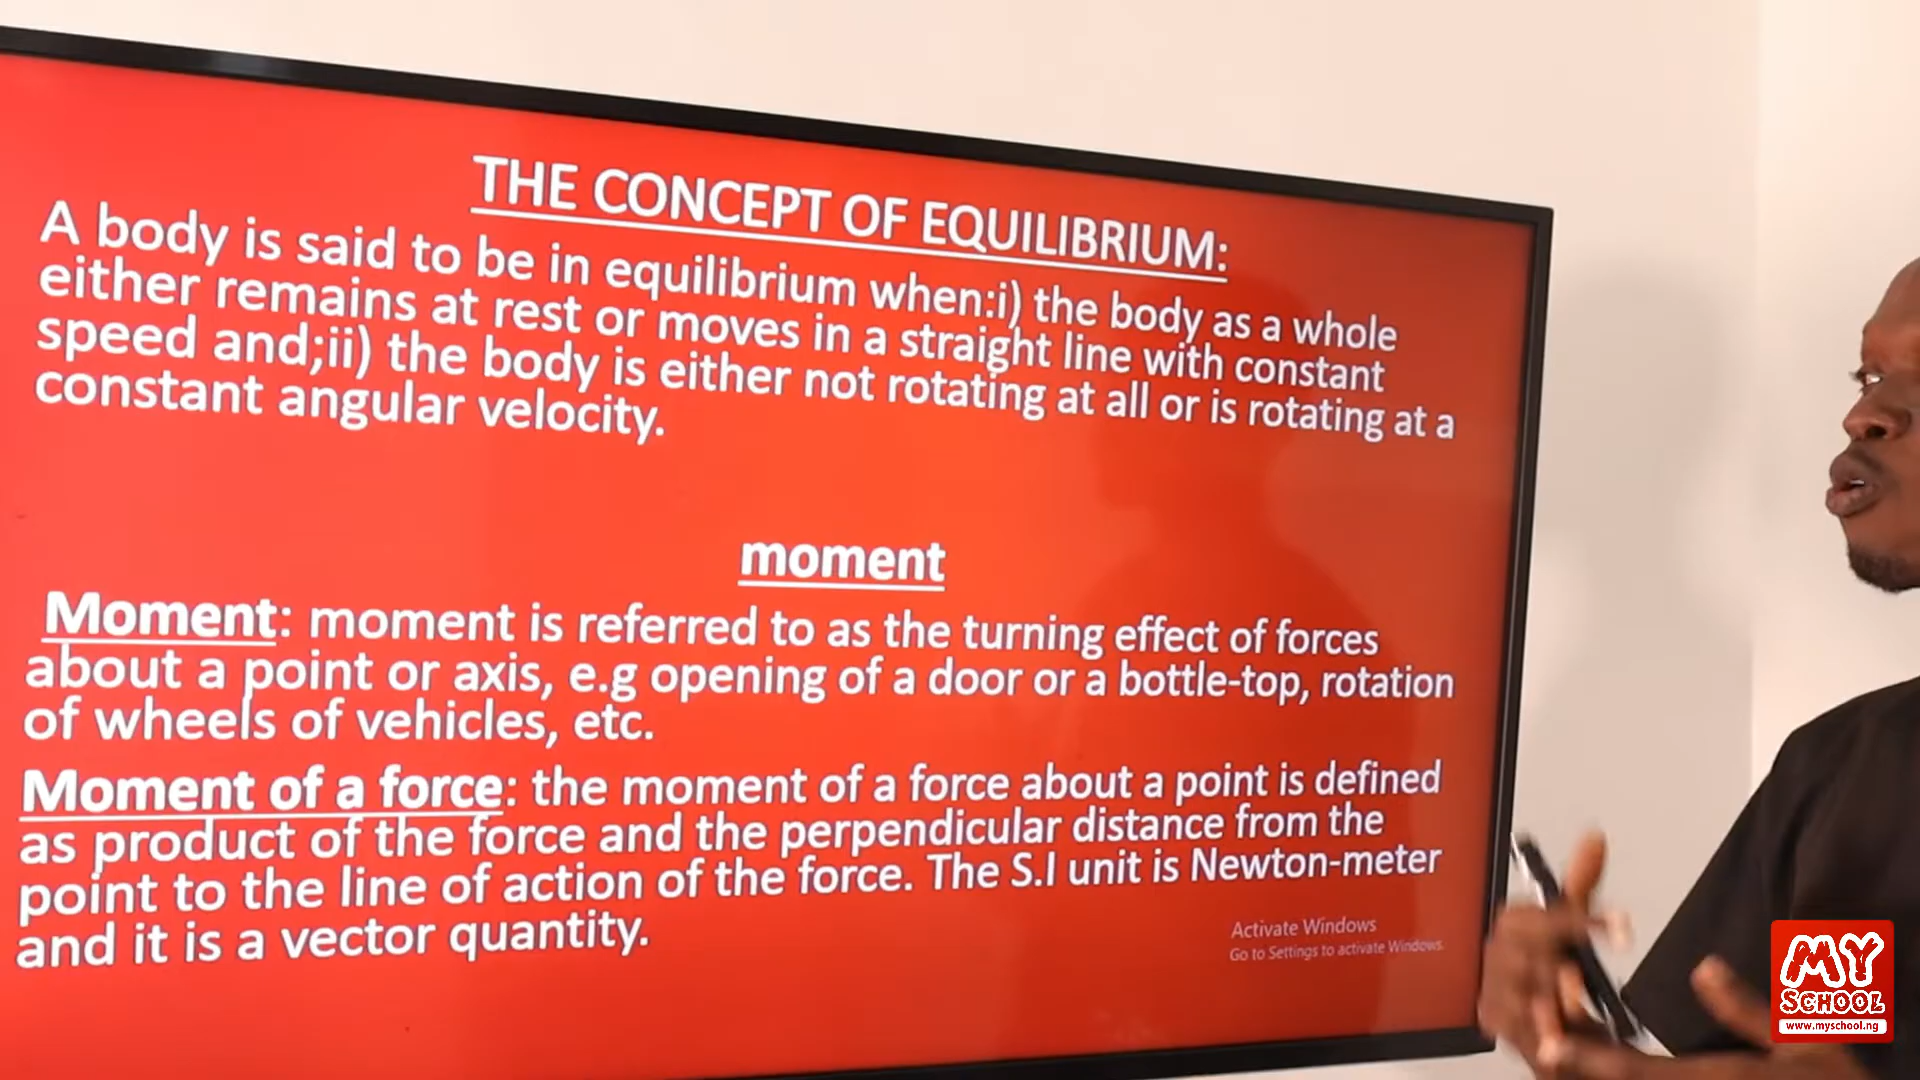 THE CONCEPT OF EQUILIBRIUM:
A body is said to be in equilibrium when:i) the body as a whole
either remains at rest or moves in a straight line with constant
speed and;ii) the body is either not rotating at all or is rotating at a
constant angular velocity.
moment
Moment: moment is referred to as the turning effect of forces
about a point or axis, e.g opening of a door or a bottle-top, rotation
of wheels of vehicles, etc.
Moment of a force: the moment of a force about a point is defined
as product of the force and the perpendicular distance from the
point to the line of action of the force. The S.I unit is Newton-meter
and it is a vector quantity.
Activate Windows
Go to Settings to activate Windows.
MY
SCHOOL
www.myschool.ng